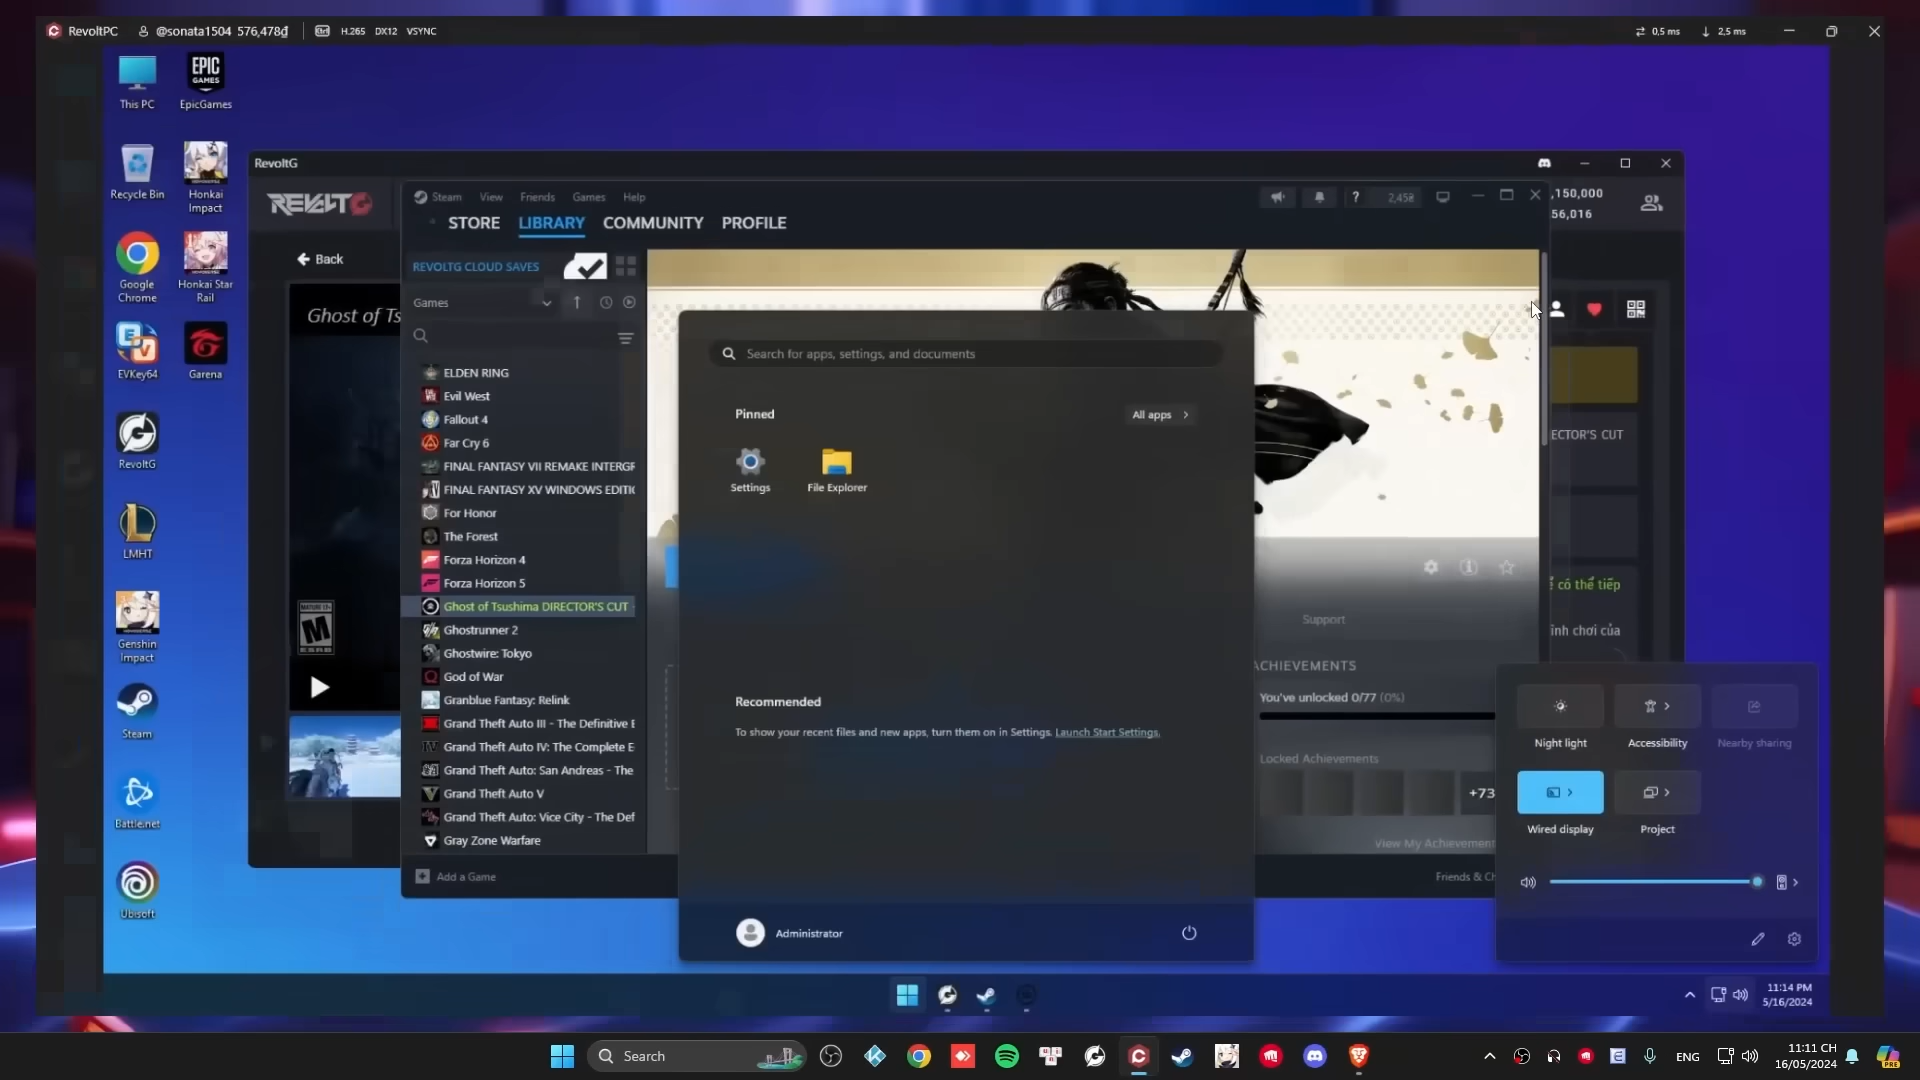 RevoltPC @sonata1504 576,478đ H.265 DX12 VSYNC 0,5 ms 2,5 ms
This PC
EPIC GAMES
EpicGames
Recycle Bin
Honkai Impact
Google Chrome
Honkai Star Rail
EVKey64
Garena
RevoltG
LMHT
Genshin Impact
Steam
Battle.net
Ubisoft
RevoltG
REVOLTG
,150,000
56,016
Back
Ghost of Ts
MATURE 17+
M
Steam View Friends Games Help
STORE LIBRARY COMMUNITY PROFILE
REVOLTG CLOUD SAVES
Games
ELDEN RING
Evil West
Fallout 4
Far Cry 6
FINAL FANTASY VII REMAKE INTERGR
FINAL FANTASY XV WINDOWS EDITIO
For Honor
The Forest
Forza Horizon 4
Forza Horizon 5
Ghost of Tsushima DIRECTOR'S CUT -
Ghostrunner 2
Ghostwire: Tokyo
God of War
Granblue Fantasy: Relink
Grand Theft Auto III - The Definitive E
Grand Theft Auto IV: The Complete E
Grand Theft Auto: San Andreas - The
Grand Theft Auto V
Grand Theft Auto: Vice City - The Def
Gray Zone Warfare
Add a Game
Search for apps, settings, and documents
Pinned
All apps
Settings
File Explorer
Recommended
To show your recent files and new apps, turn them on in Settings. Launch Start Settings.
Administrator
Support
ACHIEVEMENTS
You've unlocked 0/77 (0%)
Locked Achievements
+73
View My Achievement
Friends & Ch
ECTOR'S CUT
ể có thể tiếp
ình chơi của
Night light
Accessibility
Nearby sharing
Wired display
Project
11:14 PM
5/16/2024
Search
ENG
11:11 CH
16/05/2024
PRE